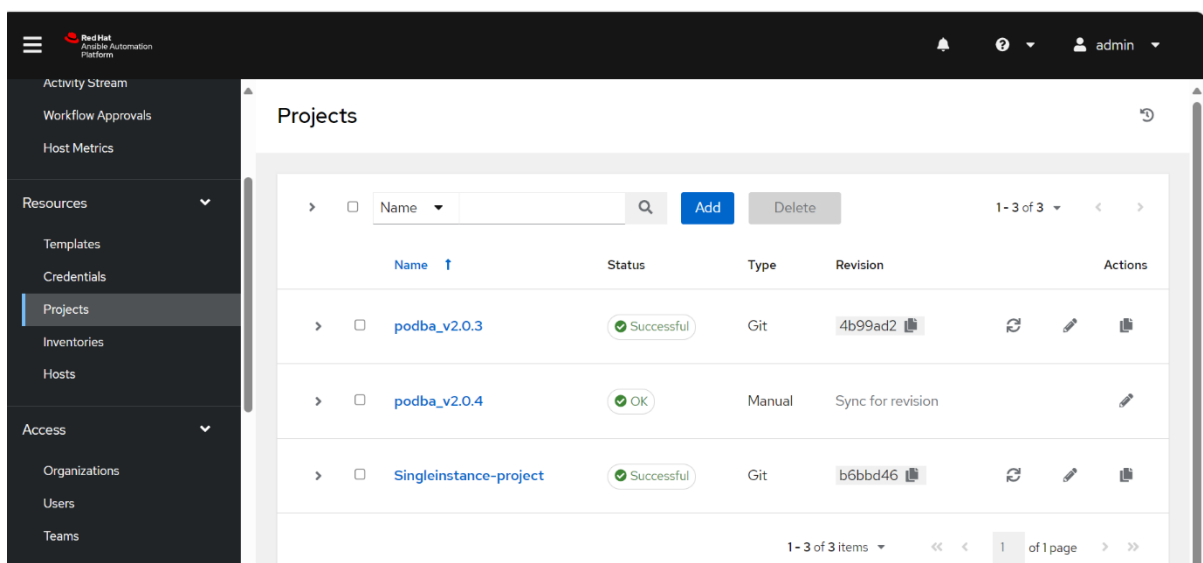 Red Hat
Ansible Automation
Platform
admin
Activity Stream
Workflow Approvals
Host Metrics
Resources
Templates
Credentials
Projects
Inventories
Hosts
Access
Organizations
Users
Teams
Projects
Name
Add
Delete
1 - 3 of 3
Name Status Type Revision Actions
podba_v2.0.3 Successful Git 4b99ad2
podba_v2.0.4 OK Manual Sync for revision
Singleinstance-project Successful Git b6bbd46
1 - 3 of 3 items 1 of 1 page